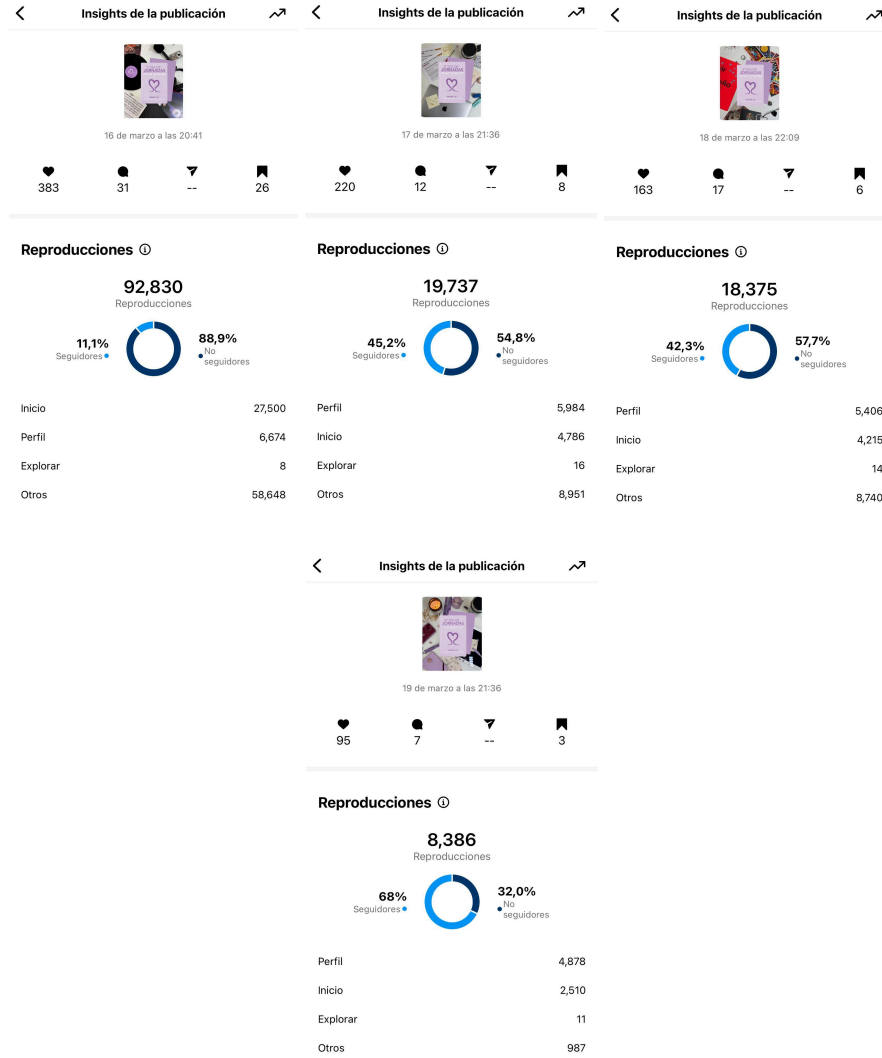 Insights de la publicación
JORNADAS
16 de marzo a las 20:41
383 31 -- 26
Reproducciones
92,830
Reproducciones
11,1%
Seguidores
88,9%
No
seguidores
Inicio 27,500
Perfil 6,674
Explorar 8
Otros 58,648
Insights de la publicación
JORNADAS
17 de marzo a las 21:36
220 12 -- 8
Reproducciones
19,737
Reproducciones
45,2%
Seguidores
54,8%
No
seguidores
Perfil 5,984
Inicio 4,786
Explorar 16
Otros 8,951
Insights de la publicación
JORNADAS
18 de marzo a las 22:09
163 17 -- 6
Reproducciones
18,375
Reproducciones
42,3%
Seguidores
57,7%
No
seguidores
Perfil 5,406
Inicio 4,215
Explorar 14
Otros 8,740
Insights de la publicación
JORNADAS
19 de marzo a las 21:36
95 7 -- 3
Reproducciones
8,386
Reproducciones
68%
Seguidores
32,0%
No
seguidores
Perfil 4,878
Inicio 2,510
Explorar 11
Otros 987